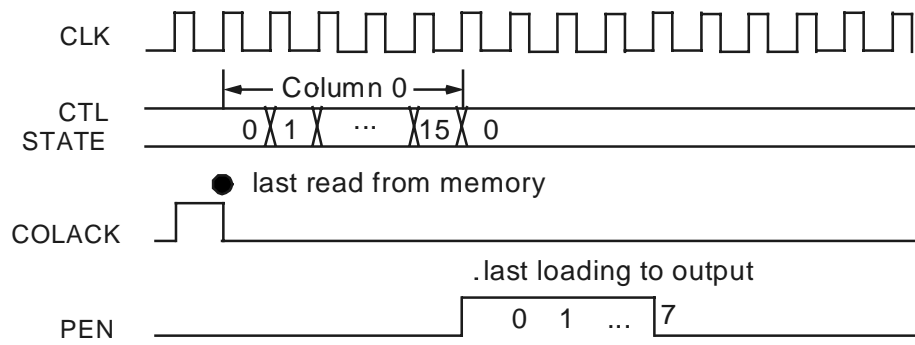 CLK
Column 0
CTL
STATE
0 1 ... 15 0
last read from memory
COLACK
.last loading to output
PEN
0 1 ... 7